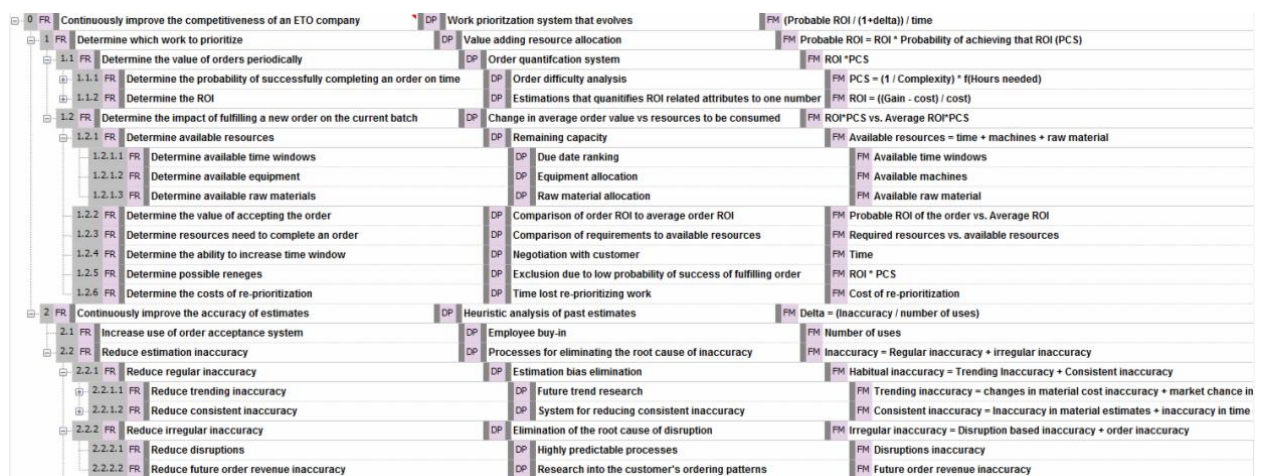 0 FR Continuously improve the competitiveness of an ETO company DP Work prioritzation system that evolves FM (Probable ROI / (1+delta)) / time
1 FR Determine which work to prioritize DP Value adding resource allocation FM Probable ROI = ROI * Probability of achieving that ROI (PCS)
1.1 FR Determine the value of orders periodically DP Order quantifcation system FM ROI *PCS
1.1.1 FR Determine the probability of successfully completing an order on time DP Order difficulty analysis FM PCS = (1 / Complexity) * f(Hours needed)
1.1.2 FR Determine the ROI DP Estimations that quanitifies ROI related attributes to one number FM ROI = ((Gain - cost) / cost)
1.2 FR Determine the impact of fulfilling a new order on the current batch DP Change in average order value vs resources to be consumed FM ROI*PCS vs. Average ROI*PCS
1.2.1 FR Determine available resources DP Remaining capacity FM Available resources = time + machines + raw material
1.2.1.1 FR Determine available time windows DP Due date ranking FM Available time windows
1.2.1.2 FR Determine available equipment DP Equipment allocation FM Available machines
1.2.1.3 FR Determine available raw materials DP Raw material allocation FM Available raw material
1.2.2 FR Determine the value of accepting the order DP Comparison of order ROI to average order ROI FM Probable ROI of the order vs. Average ROI
1.2.3 FR Determine resources need to complete an order DP Comparison of requirements to available resources FM Required resources vs. available resources
1.2.4 FR Determine the ability to increase time window DP Negotiation with customer FM Time
1.2.5 FR Determine possible reneges DP Exclusion due to low probability of success of fulfilling order FM ROI * PCS
1.2.6 FR Determine the costs of re-prioritization DP Time lost re-prioritizing work FM Cost of re-prioritization
2 FR Continuously improve the accuracy of estimates DP Heuristic analysis of past estimates FM Delta = (Inaccuracy / number of uses)
2.1 FR Increase use of order acceptance system DP Employee buy-in FM Number of uses
2.2 FR Reduce estimation inaccuracy DP Processes for eliminating the root cause of inaccuracy FM Inaccuracy = Regular inaccuracy + irregular inaccuracy
2.2.1 FR Reduce regular inaccuracy DP Estimation bias elimination FM Habitual inaccuracy = Trending Inaccuracy + Consistent inaccuracy
2.2.1.1 FR Reduce trending inaccuracy DP Future trend research FM Trending inaccuracy = changes in material cost inaccuracy + market chance in
2.2.1.2 FR Reduce consistent inaccuracy DP System for reducing consistent inaccuracy FM Consistent inaccuracy = Inaccuracy in material estimates + inaccuracy in time
2.2.2 FR Reduce irregular inaccuracy DP Elimination of the root cause of disruption FM Irregular inaccuracy = Disruption based inaccuracy + order inaccuracy
2.2.2.1 FR Reduce disruptions DP Highly predictable processes FM Disruptions inaccuracy
2.2.2.2 FR Reduce future order revenue inaccuracy DP Research into the customer's ordering patterns FM Future order revenue inaccuracy